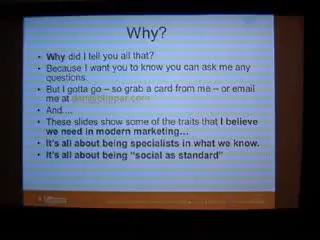 Why?
• Why did I tell you all that?
• Because I want you to know you can ask me any
questions.
• But I gotta go – so grab a card from me – or email
me at
• And....
• These slides show some of the traits that I believe
we need in modern marketing...
• It's all about being specialists in what we know.
• It's all about being "social as standard"